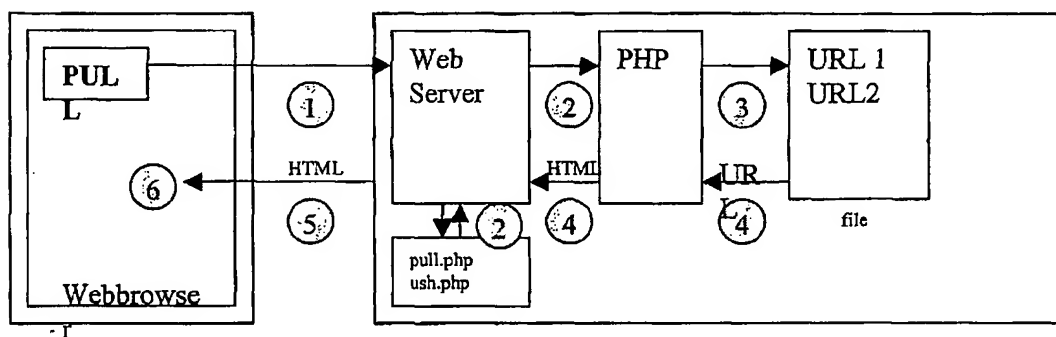 PUL
L
Web
Server
PHP
URL 1
URL2
1
2
3
HTML
HTML
UR
L
6
5
2
4
4
file
pull.php
ush.php
Webbrowse
r